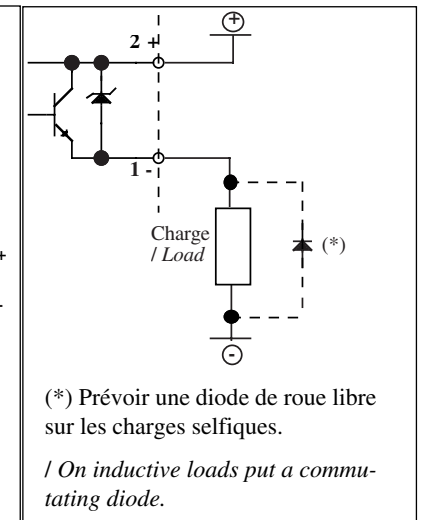 +
2 +
1 -
+
-
Charge
/ Load
(*)
-
(*) Prévoir une diode de roue libre
sur les charges selfiques.
/ On inductive loads put a commu-
tating diode.